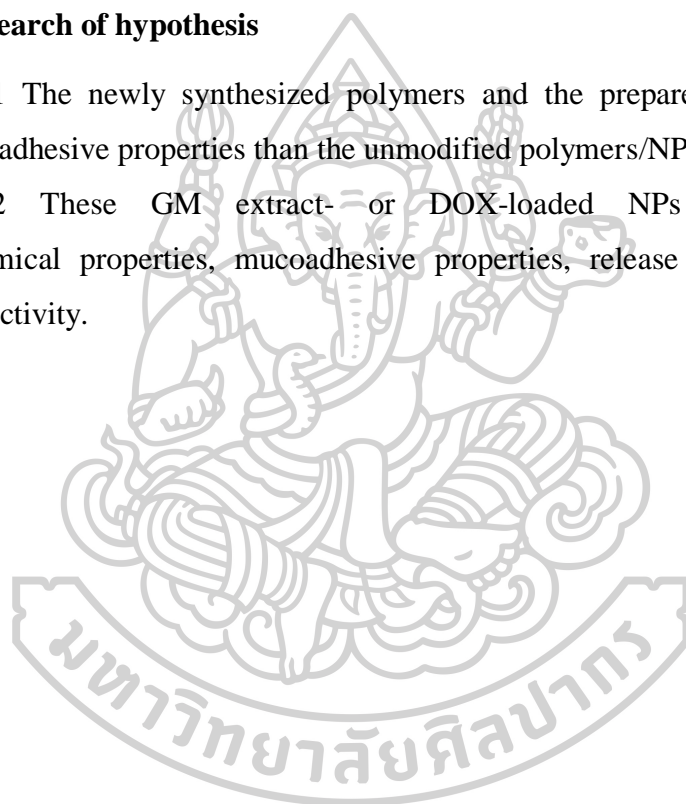 earch of hypothesis
The newly synthesized polymers and the prepare
adhesive properties than the unmodified polymers/NP
2 These GM extract- or DOX-loaded NPs
mical properties, mucoadhesive properties, release
ctivity.
มหาวิทยาลัยศิลปากร